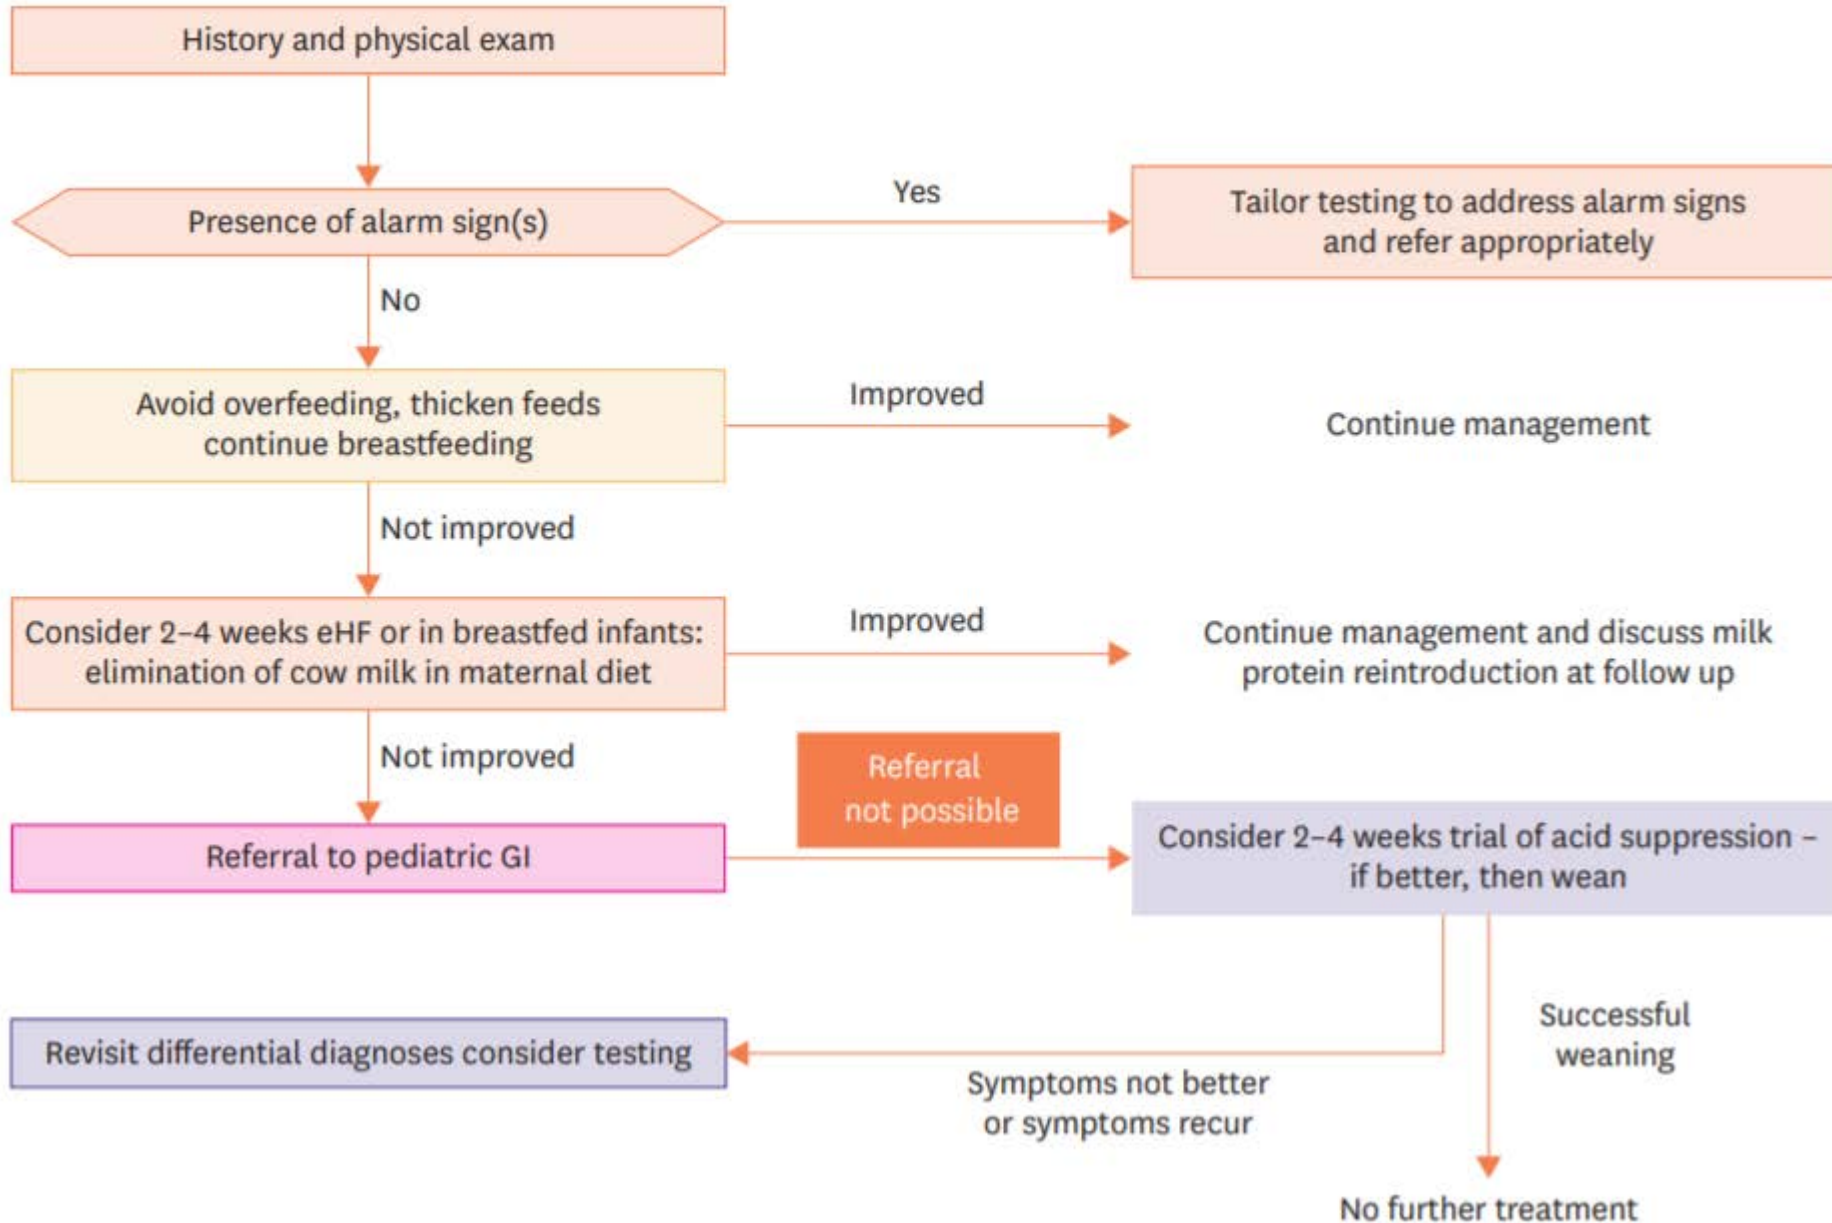 History and physical exam
Presence of alarm sign(s)
Yes
Tailor testing to address alarm signs
and refer appropriately
No
Avoid overfeeding, thicken feeds
continue breastfeeding
Improved
Continue management
Not improved
Consider 2–4 weeks eHF or in breastfed infants:
elimination of cow milk in maternal diet
Improved
Continue management and discuss milk
protein reintroduction at follow up
Not improved
Referral
not possible
Referral to pediatric GI
Consider 2–4 weeks trial of acid suppression –
if better, then wean
Successful
weaning
Revisit differential diagnoses consider testing
Symptoms not better
or symptoms recur
No further treatment